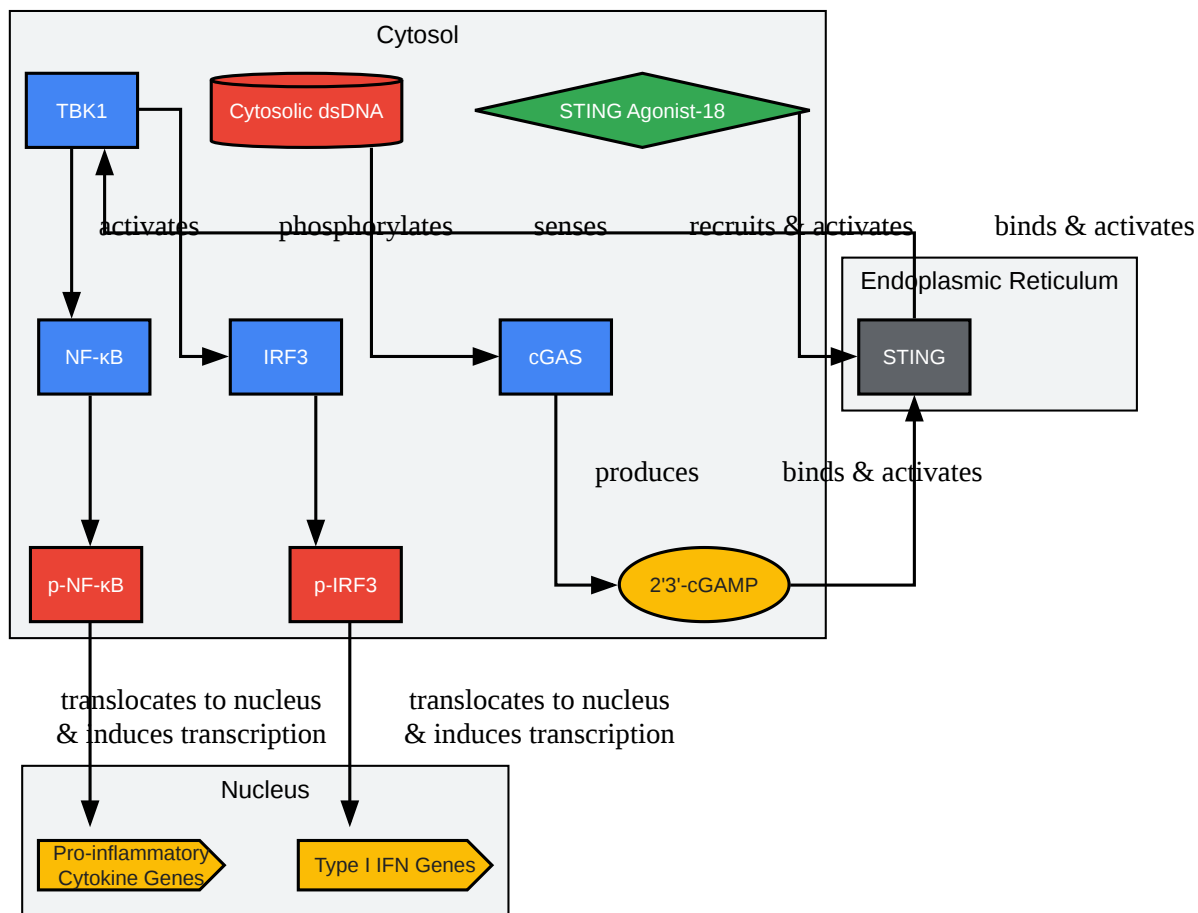 Cytosol
TBK1
Cytosolic dsDNA
STING Agonist-18
activates
phosphorylates
senses
recruits & activates
binds & activates
Endoplasmic Reticulum
NF-κB
IRF3
cGAS
STING
produces
binds & activates
p-NF-κB
p-IRF3
2'3'-cGAMP
translocates to nucleus
& induces transcription
translocates to nucleus
& induces transcription
Nucleus
Pro-inflammatory
Cytokine Genes
Type I IFN Genes